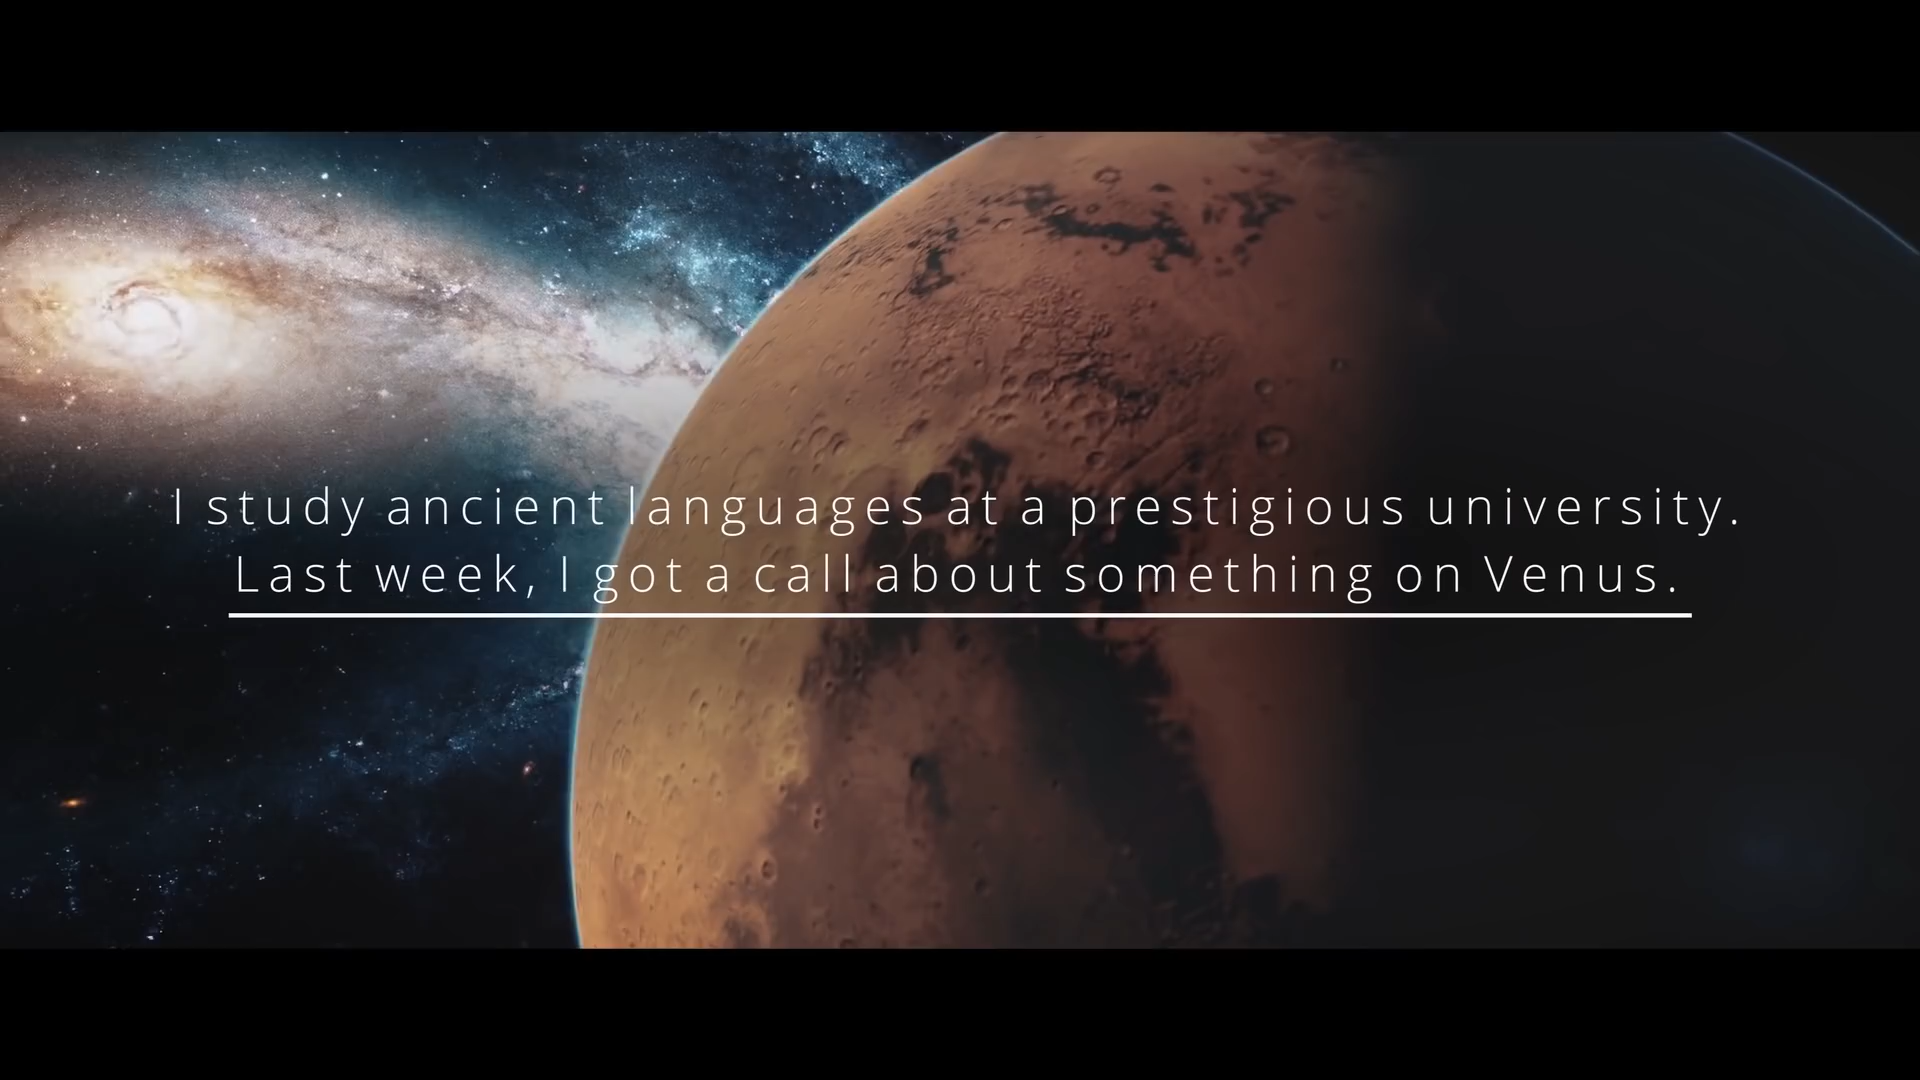 I study ancient languages at a prestigious university.
Last week, I got a call about something on Venus.